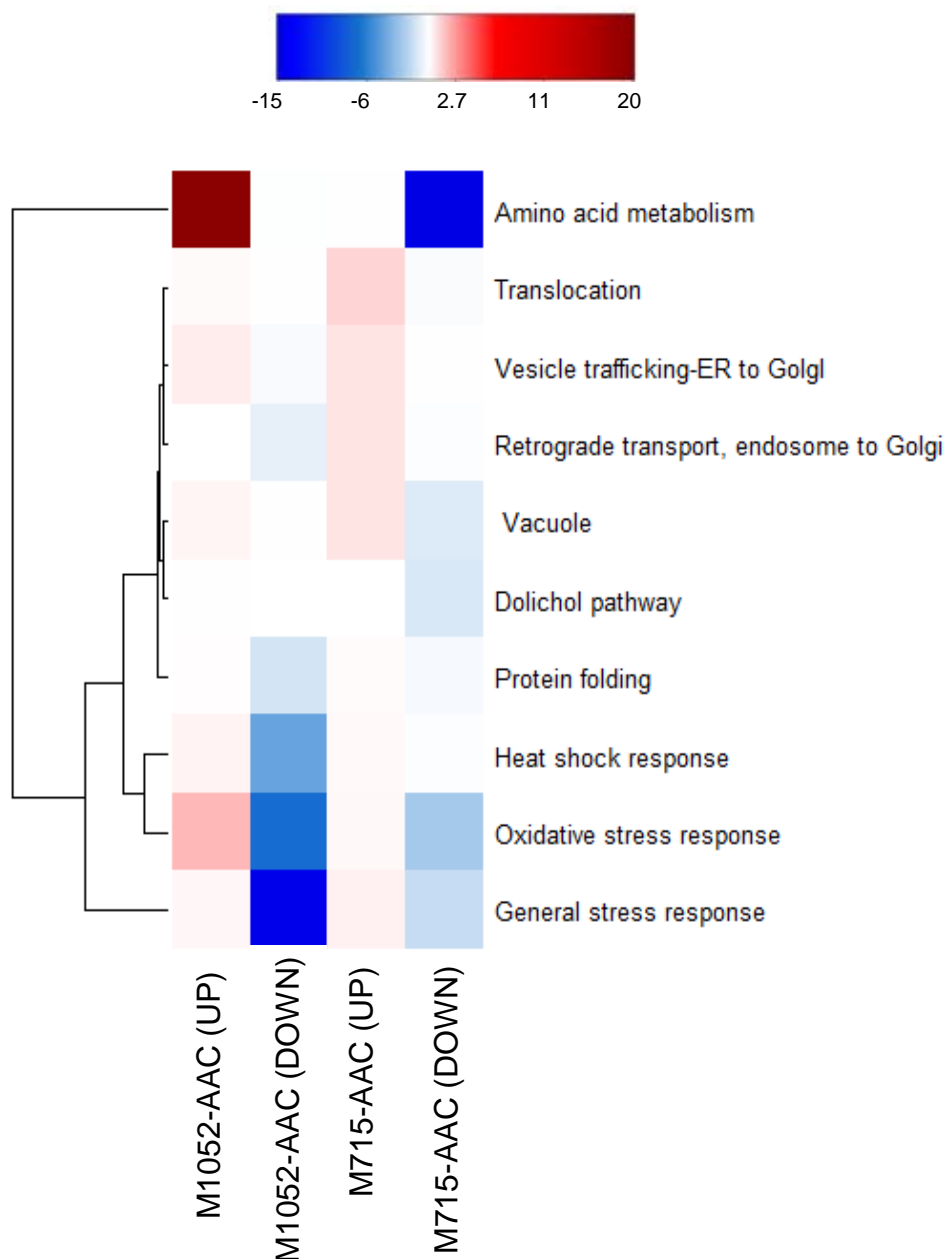 -15 -6 2.7 11 20
Amino acid metabolism
Translocation
Vesicle trafficking-ER to Golgl
Retrograde transport, endosome to Golgi
Vacuole
Dolichol pathway
Protein folding
Heat shock response
Oxidative stress response
General stress response
M1052-AAC (UP)
M1052-AAC (DOWN)
M715-AAC (UP)
M715-AAC (DOWN)